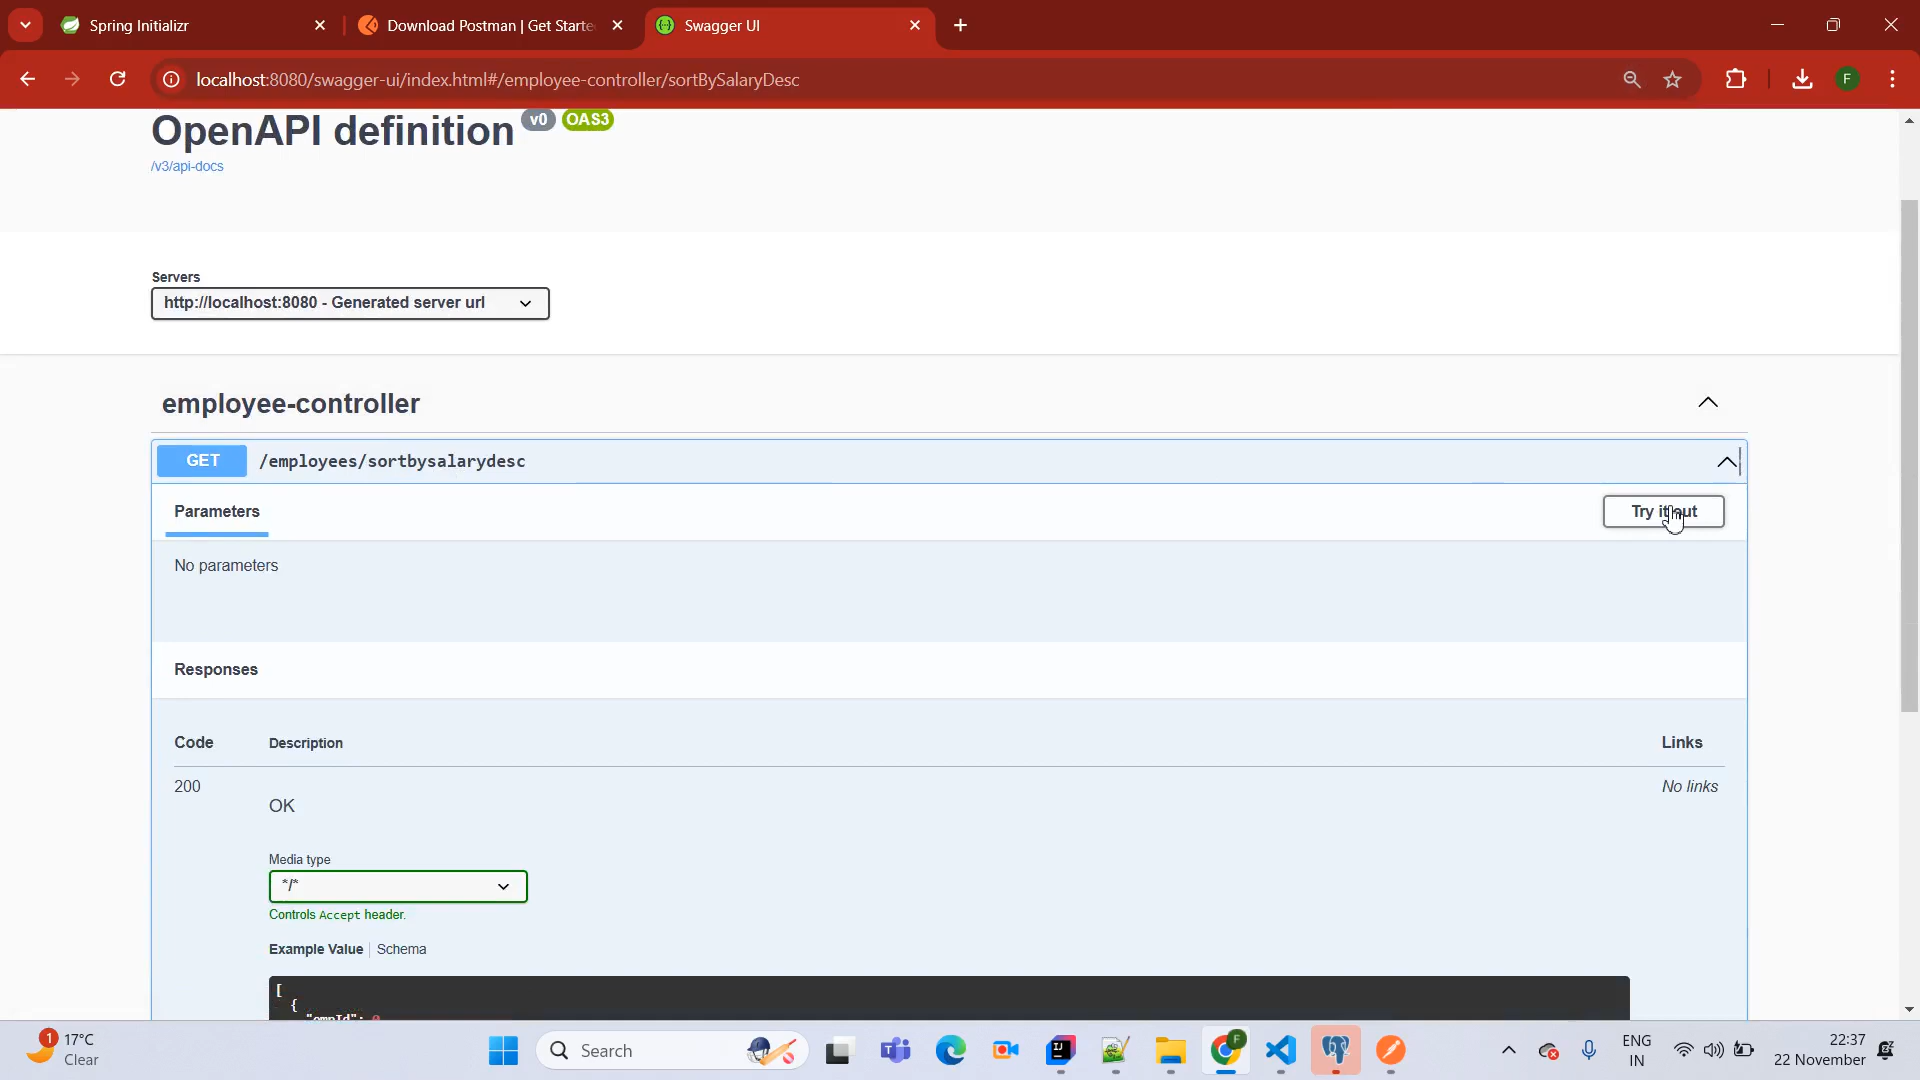 Spring Initializr
Download Postman | Get Starte
Swagger UI
localhost:8080/swagger-ui/index.html#/employee-controller/sortBySalaryDesc
F
OpenAPI definition v0 OAS3
/v3/api-docs
Servers
http://localhost:8080 - Generated server url
employee-controller
GET /employees/sortbysalarydesc
Parameters
Try it out
No parameters
Responses
Code Description Links
200 No links
OK
Media type
*/*
Controls Accept header.
Example Value Schema
[
{
"empId": 0
1
17°C
Clear
Search
F
ENG
IN
22:37
22 November